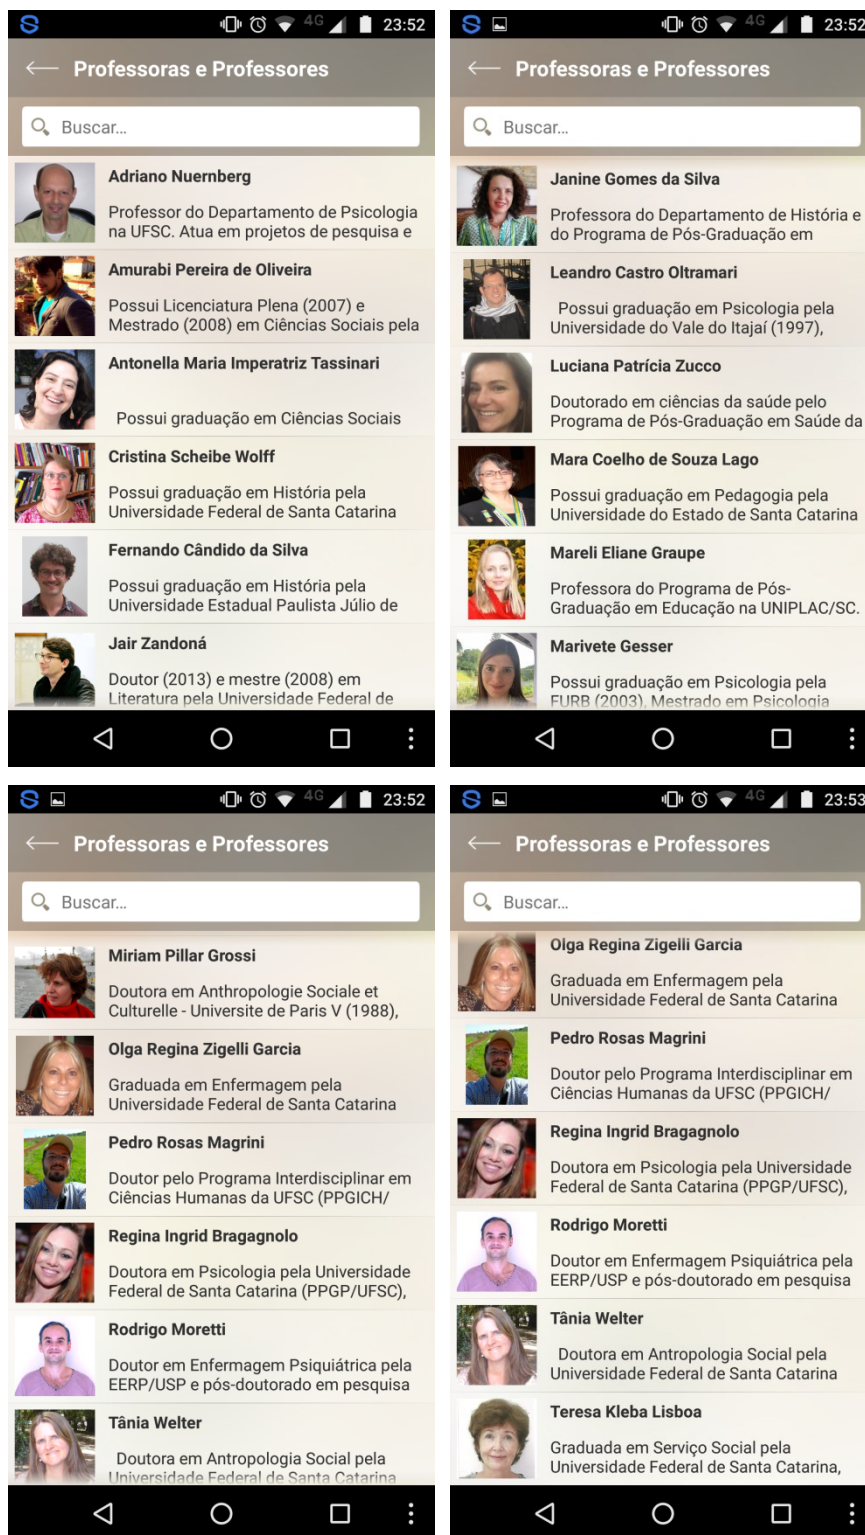 4G 23:52
Professoras e Professores
Buscar...
Adriano Nuernberg
Professor do Departamento de Psicologia
na UFSC. Atua em projetos de pesquisa e
Amurabi Pereira de Oliveira
Possui Licenciatura Plena (2007) e
Mestrado (2008) em Ciências Sociais pela
Antonella Maria Imperatriz Tassinari
Possui graduação em Ciências Sociais
Cristina Scheibe Wolff
Possui graduação em História pela
Universidade Federal de Santa Catarina
Fernando Cândido da Silva
Possui graduação em História pela
Universidade Estadual Paulista Júlio de
Jair Zandoná
Doutor (2013) e mestre (2008) em
Literatura pela Universidade Federal de
4G 23:52
Professoras e Professores
Buscar...
Janine Gomes da Silva
Professora do Departamento de História e
do Programa de Pós-Graduação em
Leandro Castro Oltramari
Possui graduação em Psicologia pela
Universidade do Vale do Itajaí (1997),
Luciana Patrícia Zucco
Doutorado em ciências da saúde pelo
Programa de Pós-Graduação em Saúde da
Mara Coelho de Souza Lago
Possui graduação em Pedagogia pela
Universidade do Estado de Santa Catarina
Mareli Eliane Graupe
Professora do Programa de Pós-
Graduação em Educação na UNIPLAC/SC.
Marivete Gesser
Possui graduação em Psicologia pela
FURB (2003), Mestrado em Psicologia
4G 23:52
Professoras e Professores
Buscar...
Miriam Pillar Grossi
Doutora em Anthropologie Sociale et
Culturelle - Universite de Paris V (1988),
Olga Regina Zigelli Garcia
Graduada em Enfermagem pela
Universidade Federal de Santa Catarina
Pedro Rosas Magrini
Doutor pelo Programa Interdisciplinar em
Ciências Humanas da UFSC (PPGICH/
Regina Ingrid Bragagnolo
Doutora em Psicologia pela Universidade
Federal de Santa Catarina (PPGP/UFSC),
Rodrigo Moretti
Doutor em Enfermagem Psiquiátrica pela
EERP/USP e pós-doutorado em pesquisa
Tânia Welter
Doutora em Antropologia Social pela
Universidade Federal de Santa Catarina
4G 23:53
Professoras e Professores
Buscar...
Olga Regina Zigelli Garcia
Graduada em Enfermagem pela
Universidade Federal de Santa Catarina
Pedro Rosas Magrini
Doutor pelo Programa Interdisciplinar em
Ciências Humanas da UFSC (PPGICH/
Regina Ingrid Bragagnolo
Doutora em Psicologia pela Universidade
Federal de Santa Catarina (PPGP/UFSC),
Rodrigo Moretti
Doutor em Enfermagem Psiquiátrica pela
EERP/USP e pós-doutorado em pesquisa
Tânia Welter
Doutora em Antropologia Social pela
Universidade Federal de Santa Catarina
Teresa Kleba Lisboa
Graduada em Serviço Social pela
Universidade Federal de Santa Catarina,